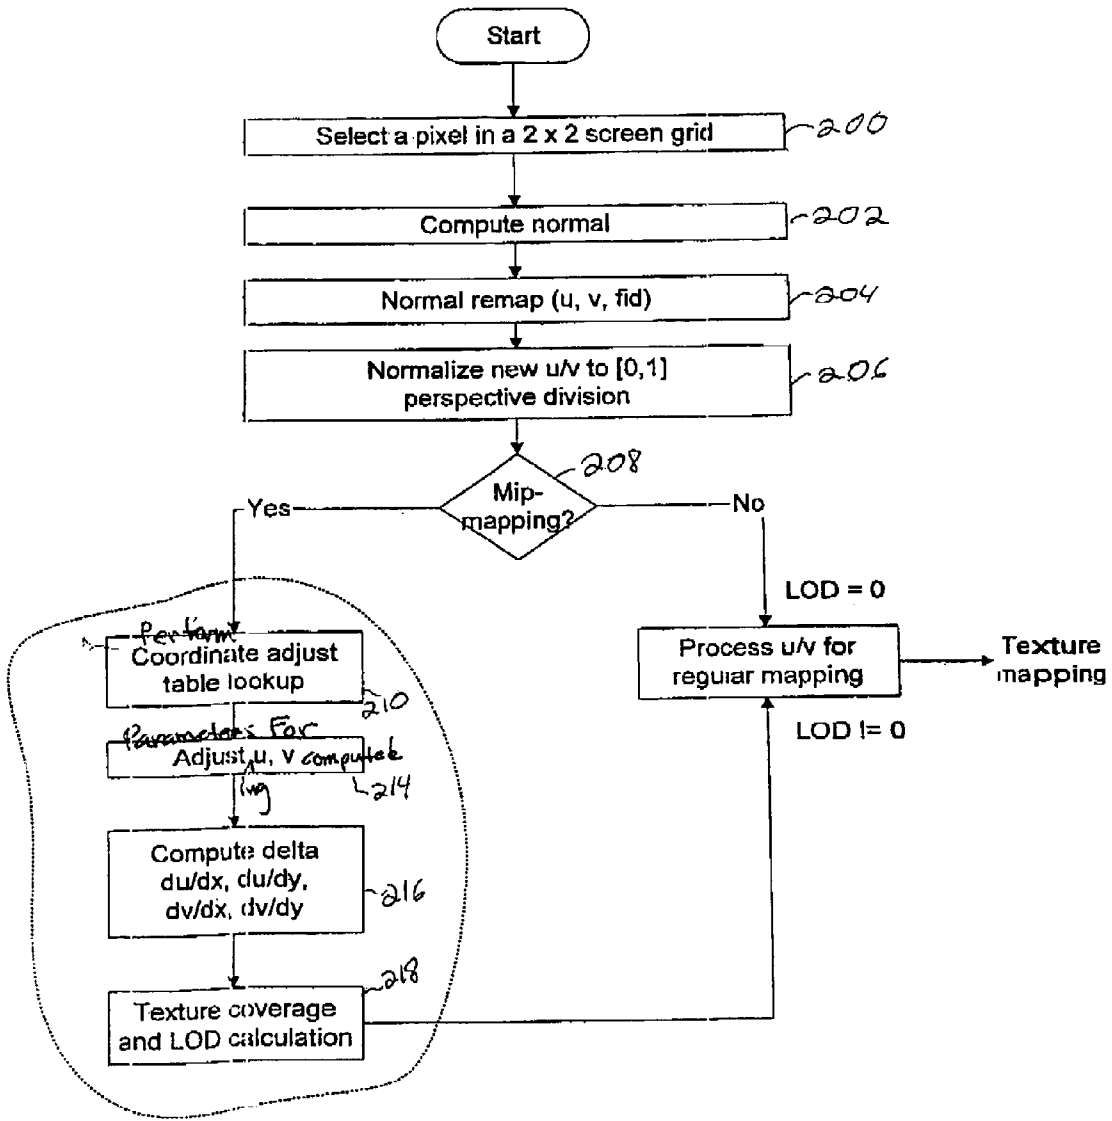 Start
Select a pixel in a 2 x 2 screen grid
200
Compute normal
202
Normal remap (u, v, fid)
204
Normalize new u/v to [0,1]
perspective division
206
208
Mip-
mapping?
Yes
No
LOD = 0
Perform
Coordinate adjust
table lookup
210
Process u/v for
regular mapping
Texture
mapping
LOD != 0
Parameters For
Adjust u, v computed
ing
214
Compute delta
du/dx, du/dy,
dv/dx, dv/dy
216
218
Texture coverage
and LOD calculation